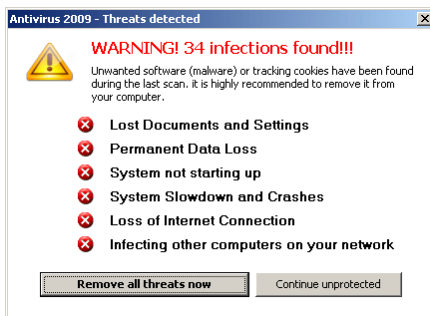 Antivirus 2009 - Threats detected
WARNING! 34 infections found!!!
Unwanted software (malware) or tracking cookies have been found
during the last scan. it is highly recommended to remove it from
your computer.
Lost Documents and Settings
Permanent Data Loss
System not starting up
System Slowdown and Crashes
Loss of Internet Connection
Infecting other computers on your network
Remove all threats now
Continue unprotected